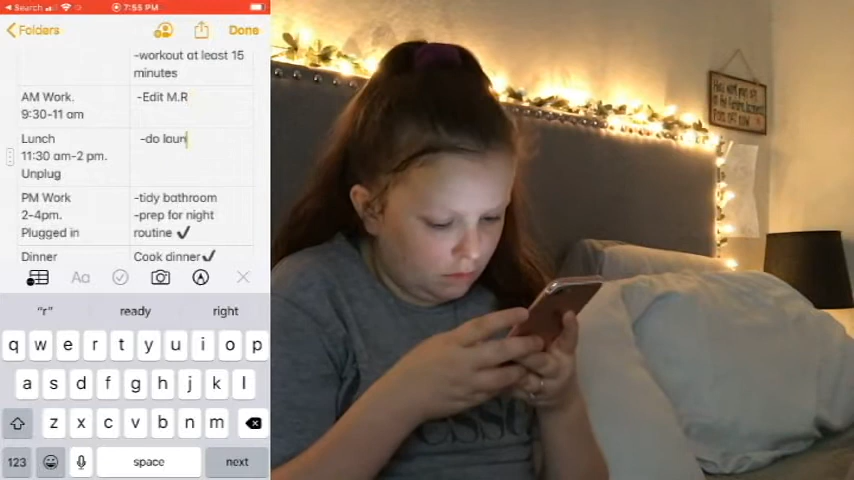 Search 7:55 PM
Folders Done
-workout at least 15
minutes
AM Work. -Edit M.R
9:30-11 am
Lunch -do laun
11:30 am-2 pm.
Unplug
PM Work -tidy bathroom
2-4pm. -prep for night
Plugged in routine ✔
Dinner Cook dinner✔
Aa
“r” ready right
q w e r t y u i o p
a s d f g h j k l
z x c v b n m
123 space next